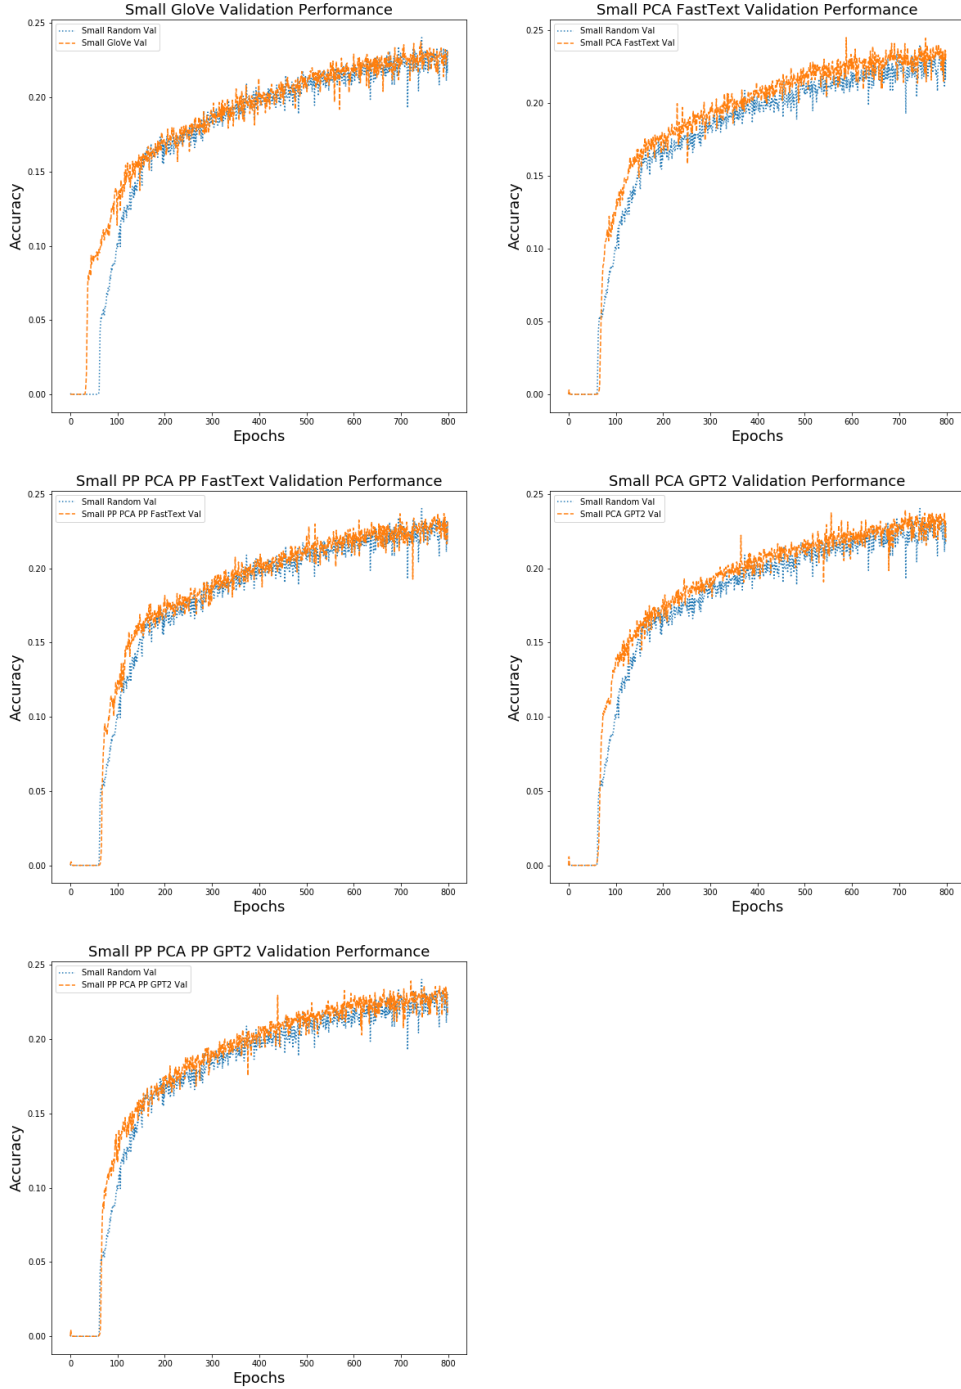 Small GloVe Validation Performance
Small Random Val
Small GloVe Val
0.25
0.20
0.15
0.10
0.05
0.00
Accuracy
0 100 200 300 400 500 600 700 800
Epochs
Small PCA FastText Validation Performance
Small Random Val
Small PCA FastText Val
0.25
0.20
0.15
0.10
0.05
0.00
Accuracy
0 100 200 300 400 500 600 700 800
Epochs
Small PP PCA PP FastText Validation Performance
Small Random Val
Small PP PCA PP FastText Val
0.25
0.20
0.15
0.10
0.05
0.00
Accuracy
0 100 200 300 400 500 600 700 800
Epochs
Small PCA GPT2 Validation Performance
Small Random Val
Small PCA GPT2 Val
0.25
0.20
0.15
0.10
0.05
0.00
Accuracy
0 100 200 300 400 500 600 700 800
Epochs
Small PP PCA PP GPT2 Validation Performance
Small Random Val
Small PP PCA PP GPT2 Val
0.25
0.20
0.15
0.10
0.05
0.00
Accuracy
0 100 200 300 400 500 600 700 800
Epochs